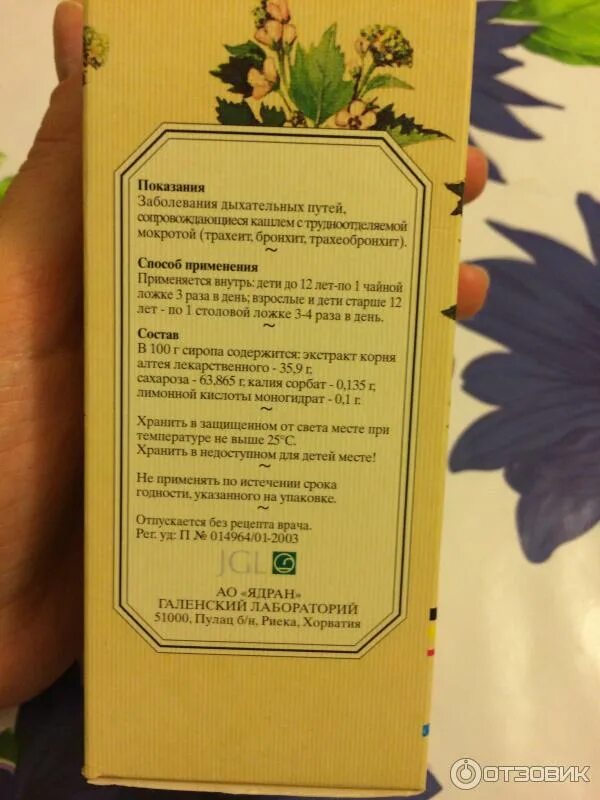 Показания
Заболевания дыхательных путей,
сопровождающиеся кашлем с трудноотделяемой
мокротой (трахеит, бронхит, трахеобронхит).
~
Способ применения
Применяется внутрь: дети до 12 лет-по 1 чайной
ложке 3 раза в день; взрослые и дети старше 12
лет - по 1 столовой ложке 3-4 раза в день.
~
Состав
В 100 г сиропа содержится: экстракт корня
алтея лекарственного - 35,9 г,
сахароза - 63,865 г, калия сорбат - 0,135 г,
лимонной кислоты моногидрат - 0,1 г.
~
Хранить в защищенном от света месте при
температуре не выше 25°C.
Хранить в недоступном для детей месте!
~
Не применять по истечении срока
годности, указанного на упаковке.
~
Отпускается без рецепта врача.
Рег. уд: П № 014964/01-2003
JGL
АО «ЯДРАН»
ГАЛЕНСКИЙ ЛАБОРАТОРИЙ
51000, Пулац б/н, Риека, Хорватия
ОТЗОВИК